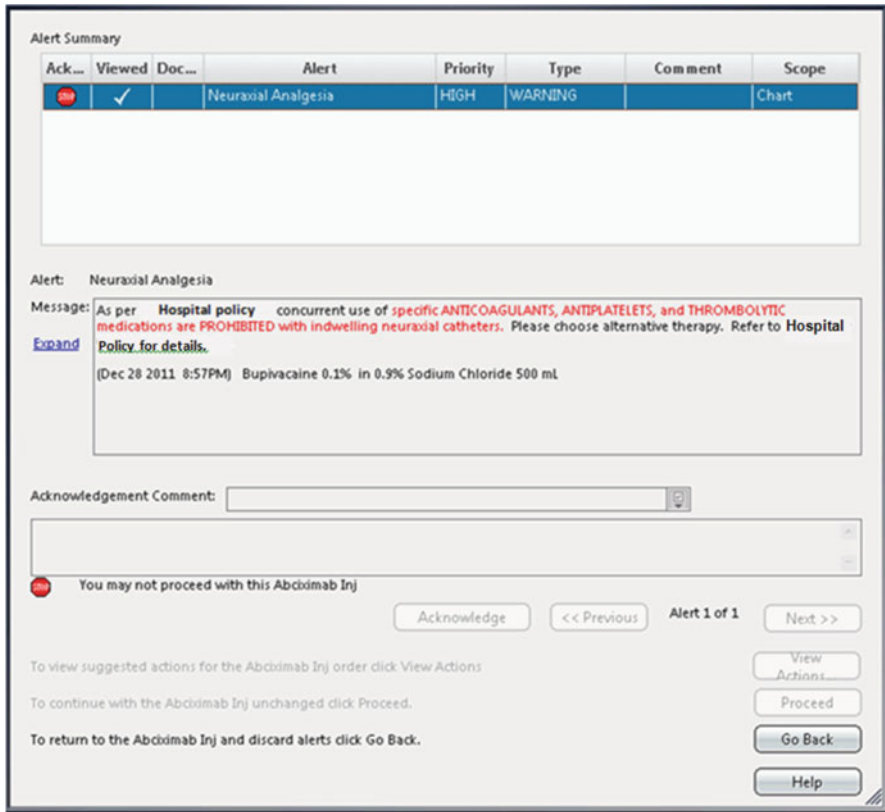 Alert Summary
Ack... Viewed Doc... Alert Priority Type Comment Scope
STOP Neuraxial Analgesia HIGH WARNING Chart
Alert: Neuraxial Analgesia
Message: As per Hospital policy concurrent use of specific ANTICOAGULANTS, ANTIPLATELETS, and THROMBOLYTIC
medications are PROHIBITED with indwelling neuraxial catheters. Please choose alternative therapy. Refer to Hospital
Expand Policy for details.
(Dec 28 2011 8:57PM) Bupivacaine 0.1% in 0.9% Sodium Chloride 500 mL
Acknowledgement Comment:
STOP You may not proceed with this Abciximab Inj
Acknowledge << Previous Alert 1 of 1 Next >>
To view suggested actions for the Abciximab Inj order click View Actions View Actions...
To continue with the Abciximab Inj unchanged click Proceed. Proceed
To return to the Abciximab Inj and discard alerts click Go Back. Go Back
Help